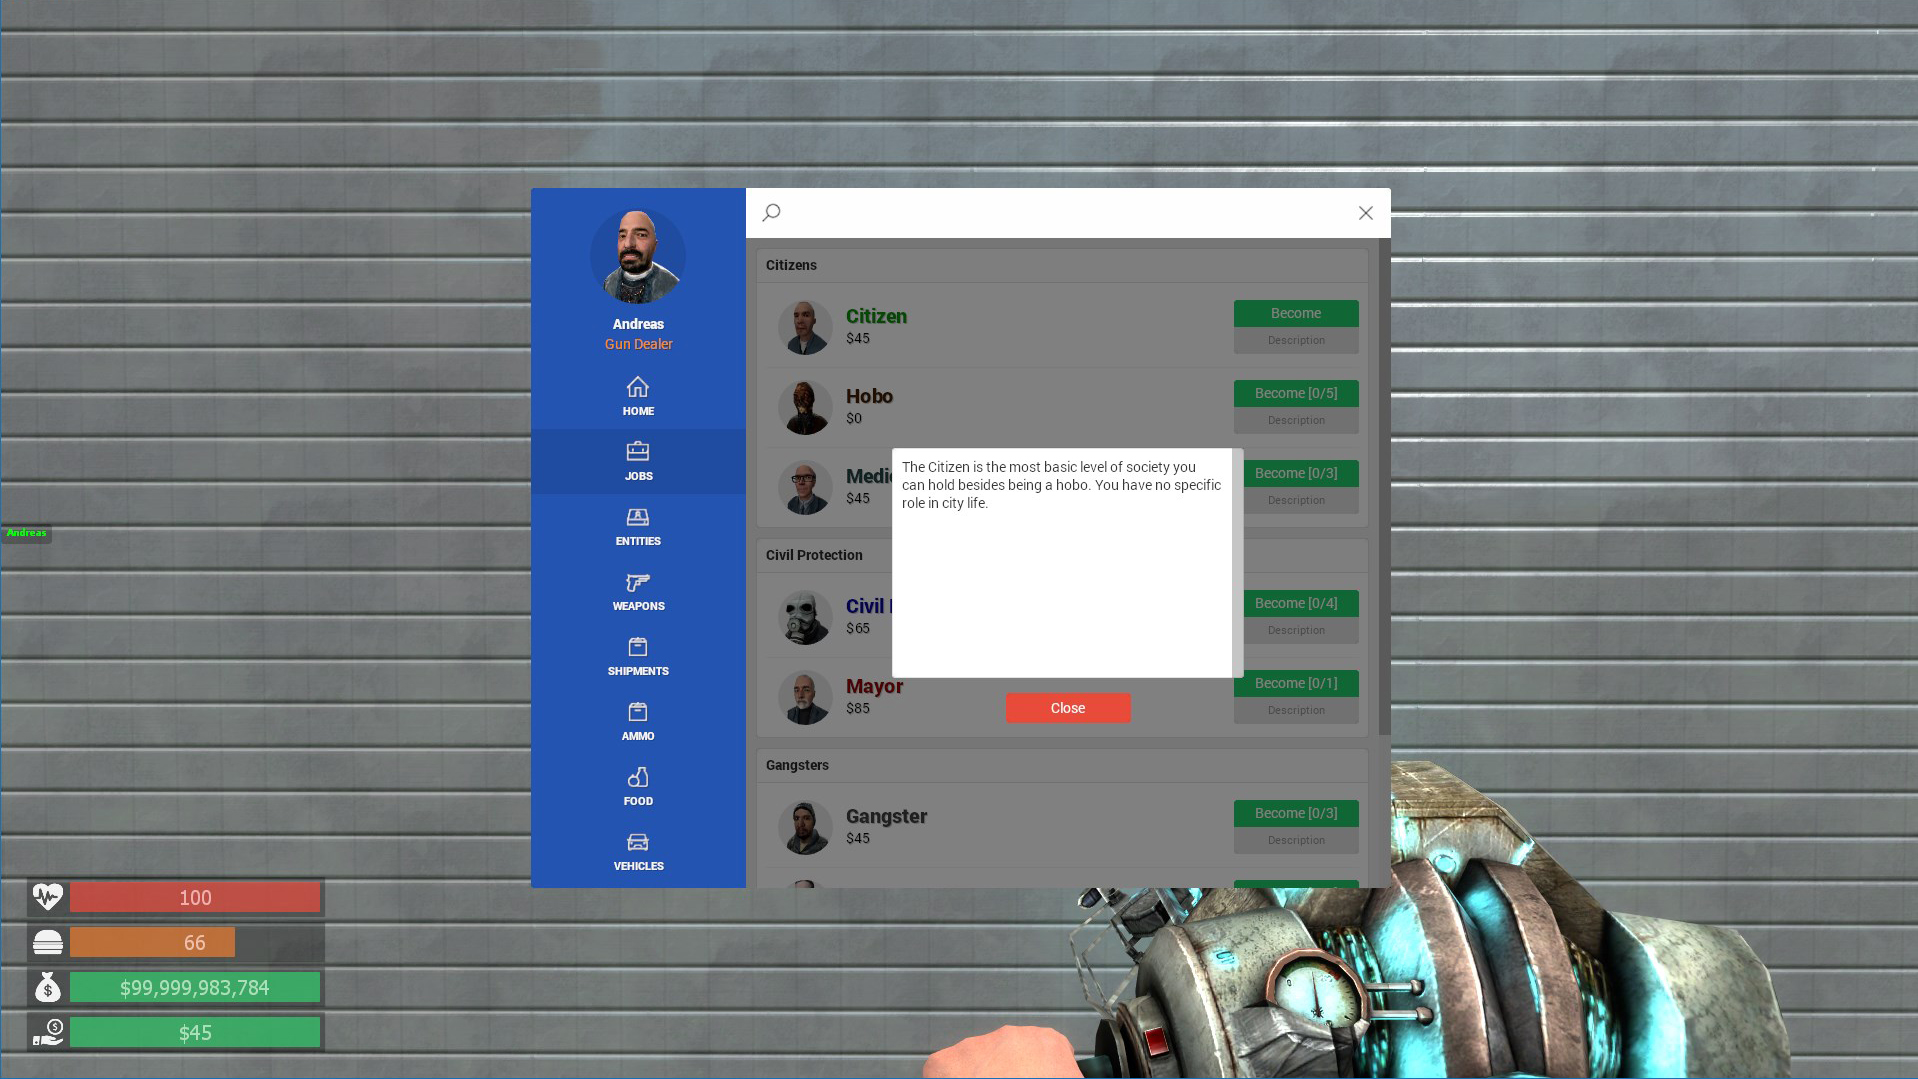 Andreas
Gun Dealer
HOME
JOBS
ENTITIES
WEAPONS
SHIPMENTS
AMMO
FOOD
VEHICLES
Citizens
Citizen
$45
Become
Description
Hobo
$0
Become [0/5]
Description
$45
Become [0/3]
Description
The Citizen is the most basic level of society you
can hold besides being a hobo. You have no specific
role in city life.
Close
Civil Protection
Civil
$65
Become [0/4]
Description
Mayor
$85
Become [0/1]
Description
Gangsters
Gangster
$45
Become [0/3]
Description
Andreas
100
66
$99,999,983,784
$45